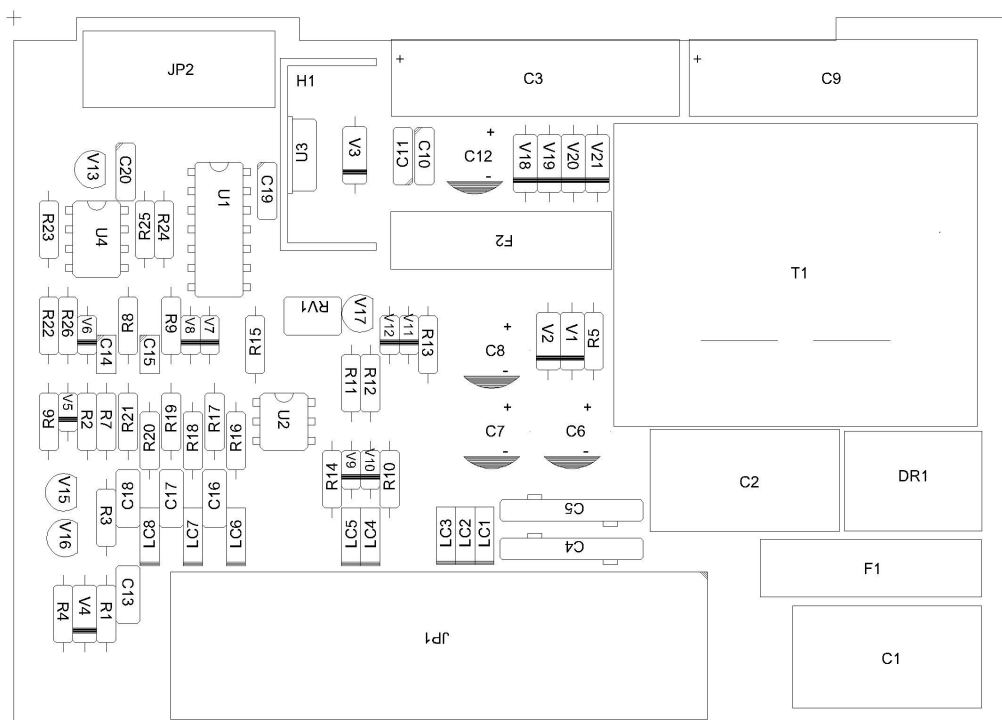 JP2
H1
+
C3
+
C9
U3
V3
C11
C10
+
C12
-
V18
V19
V20
V21
V13
C20
U1
C19
R23
U4
R25
R24
F2
T1
R22
R26
V6
C14
R8
C15
R9
V8
V7
R15
RV1
V17
V12
V11
R13
+
C8
-
V2
V1
R5
R11
R12
R6
V5
R2
R7
R21
R20
R19
R18
R17
R16
U2
+
C7
-
+
C6
-
R14
V9
V10
R10
C2
DR1
V15
R3
C18
C17
C16
V16
LC8
LC7
LC6
LC5
LC4
LC3
LC2
LC1
C5
C4
F1
R4
V4
R1
C13
JP1
C1